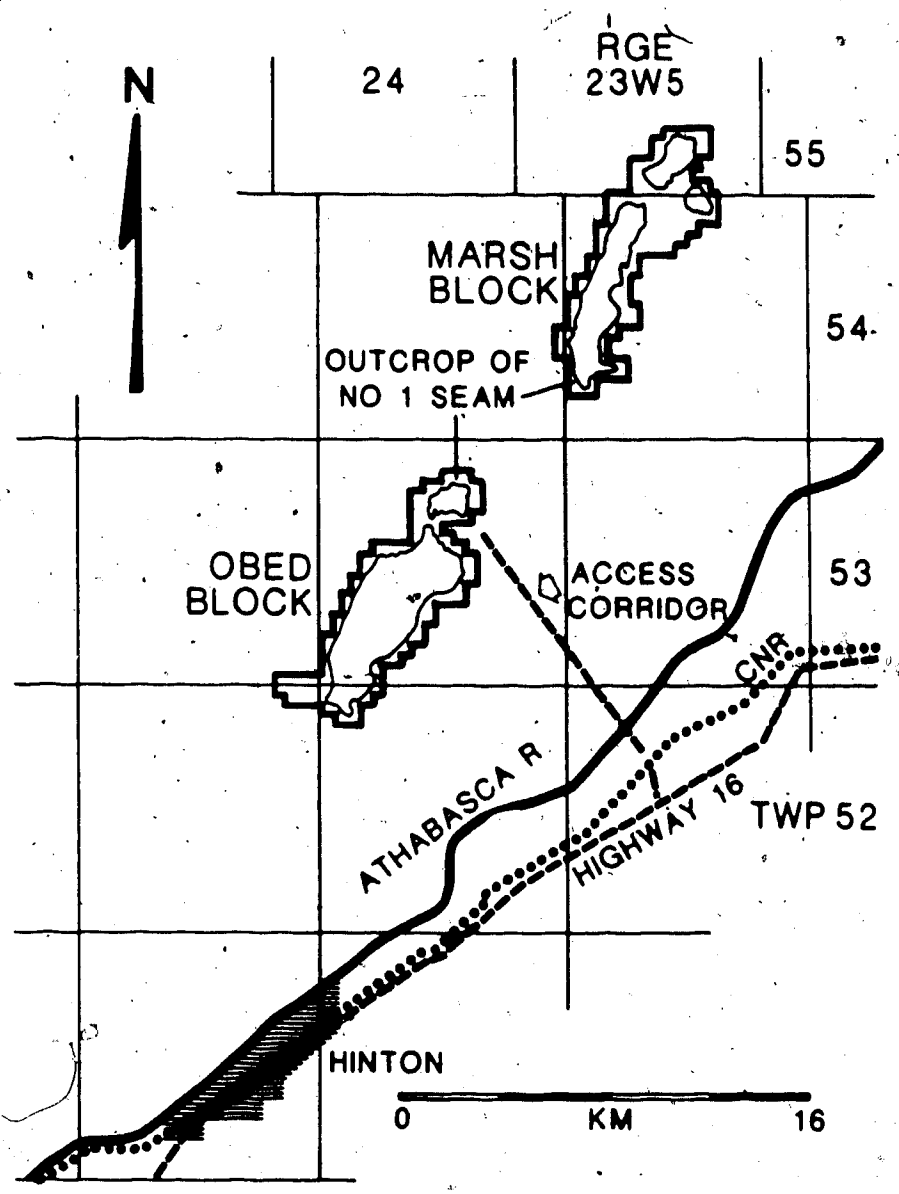 RGE
N
24
23W5
55
MARSH
BLOCK
54
OUTCROP OF
NO 1 SEAM
OBED
BLOCK
ACCESS
CORRIDOR
53
CNR
ATHABASCA R
HIGHWAY 16
TWP 52
HINTON
0 KM 16